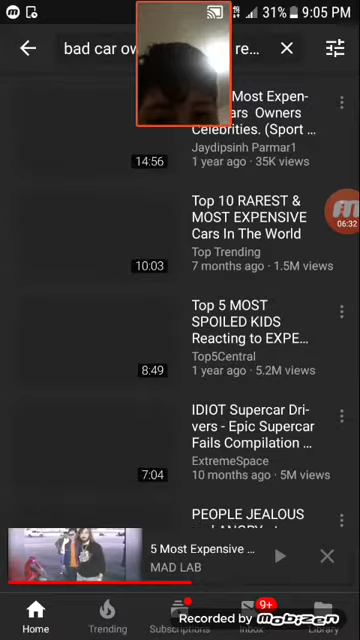 31% 9:05 PM
bad car ow re...
Most Expen-
ars Owners
Celebrities. (Sport ...
Jaydipsinh Parmar1
14:56
1 year ago · 35K views
Top 10 RAREST &
MOST EXPENSIVE
Cars In The World
06:32
Top Trending
10:03
7 months ago · 1.5M views
Top 5 MOST
SPOILED KIDS
Reacting to EXPE...
Top5Central
8:49
1 year ago · 5.2M views
IDIOT Supercar Dri-
vers - Epic Supercar
Fails Compilation ...
ExtremeSpace
7:04
10 months ago · 5M views
PEOPLE JEALOUS
5 Most Expensive ...
MAD LAB
9+
Home Trending Subscriptions Inbox Library
Recorded by mobizen